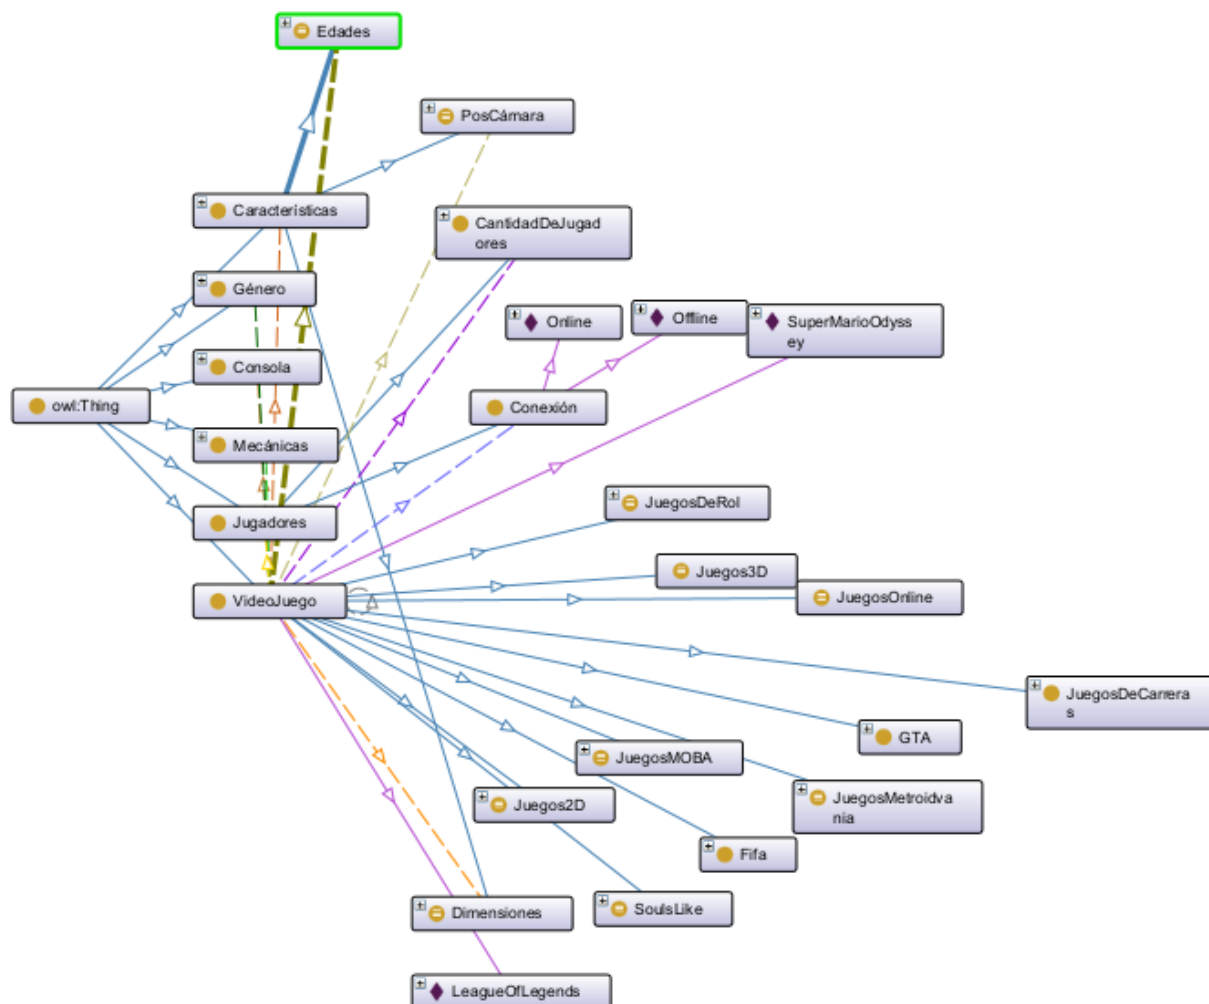 Edades
PosCámara
Características
CantidadDeJugad
ores
Género
Online
Offline
SuperMarioOdyss
ey
Consola
owl:Thing
Conexión
Mecánicas
JuegosDeRol
Jugadores
Juegos3D
VideoJuego
JuegosOnline
JuegosDeCarrera
s
GTA
JuegosMOBA
Juegos2D
JuegosMetroidva
nia
Fifa
Dimensiones
SoulsLike
LeagueOfLegends